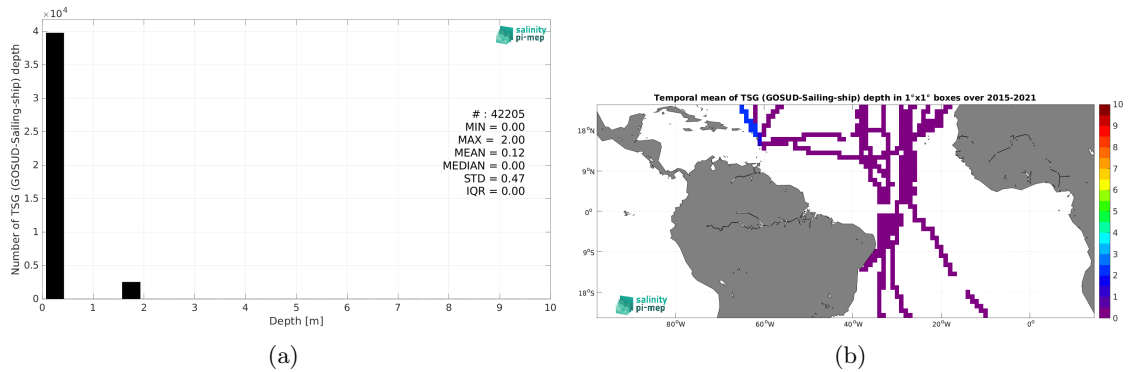 ×10⁴
4
3.5
3
2.5
2
1.5
1
0.5
0
Number of TSG (GOSUD-Sailing-ship) depth
salinity
pi-mep
# : 42205
MIN = 0.00
MAX = 2.00
MEAN = 0.12
MEDIAN = 0.00
STD = 0.47
IQR = 0.00
0 1 2 3 4 5 6 7 8 9 10
Depth [m]
(a)
Temporal mean of TSG (GOSUD-Sailing-ship) depth in 1°x1° boxes over 2015-2021
18°N
9°N
0°
9°S
18°S
80°W 60°W 40°W 20°W 0°
salinity
pi-mep
10
9
8
7
6
5
4
3
2
1
0
(b)